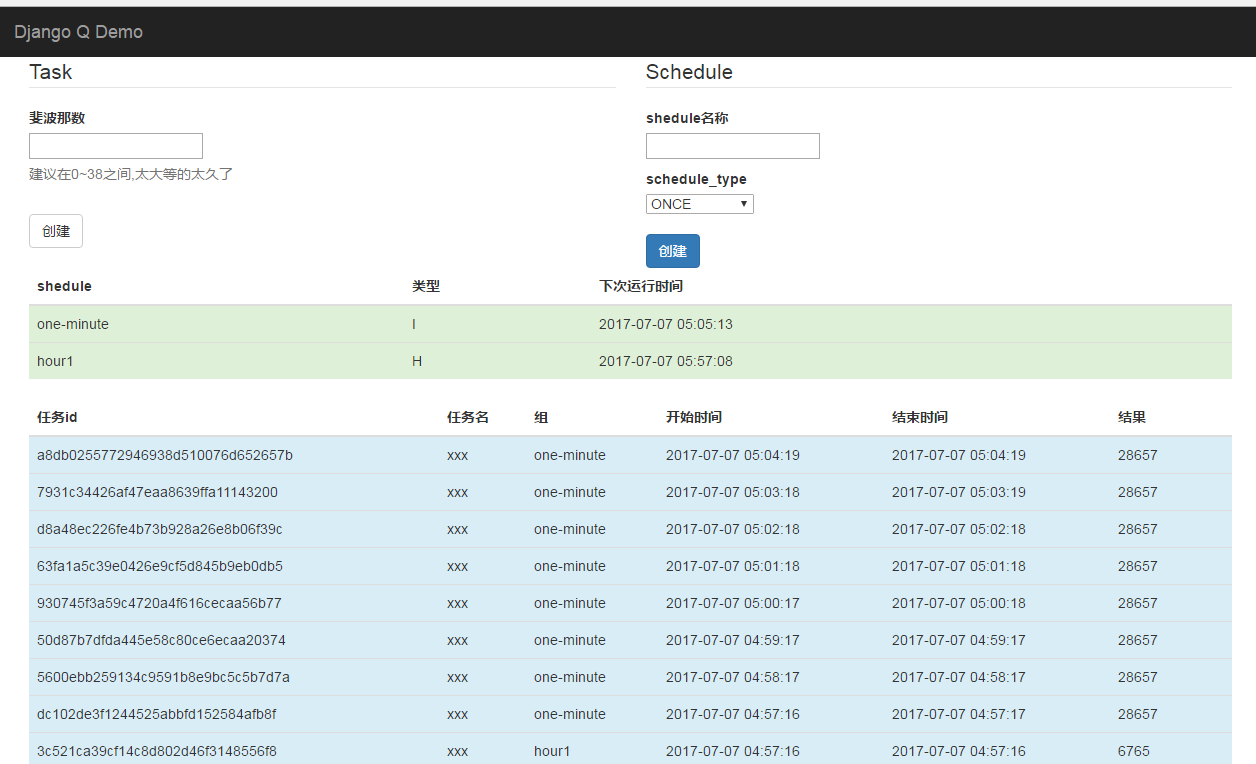 Django Q Demo
Task
斐波那数
建议在0~38之间,太大等的太久了
创建
Schedule
shedule名称
schedule_type
ONCE
创建
shedule 类型 下次运行时间
one-minute I 2017-07-07 05:05:13
hour1 H 2017-07-07 05:57:08
任务id 任务名 组 开始时间 结束时间 结果
a8db0255772946938d510076d652657b xxx one-minute 2017-07-07 05:04:19 2017-07-07 05:04:19 28657
7931c34426af47eaa8639ffa11143200 xxx one-minute 2017-07-07 05:03:18 2017-07-07 05:03:19 28657
d8a48ec226fe4b73b928a26e8b06f39c xxx one-minute 2017-07-07 05:02:18 2017-07-07 05:02:18 28657
63fa1a5c39e0426e9cf5d845b9eb0db5 xxx one-minute 2017-07-07 05:01:18 2017-07-07 05:01:18 28657
930745f3a59c4720a4f616cecaa56b77 xxx one-minute 2017-07-07 05:00:17 2017-07-07 05:00:18 28657
50d87b7dfda445e58c80ce6ecaa20374 xxx one-minute 2017-07-07 04:59:17 2017-07-07 04:59:17 28657
5600ebb259134c9591b8e9bc5c5b7d7a xxx one-minute 2017-07-07 04:58:17 2017-07-07 04:58:17 28657
dc102de3f1244525abbfd152584afb8f xxx one-minute 2017-07-07 04:57:16 2017-07-07 04:57:17 28657
3c521ca39cf14c8d802d46f3148556f8 xxx hour1 2017-07-07 04:57:16 2017-07-07 04:57:16 6765